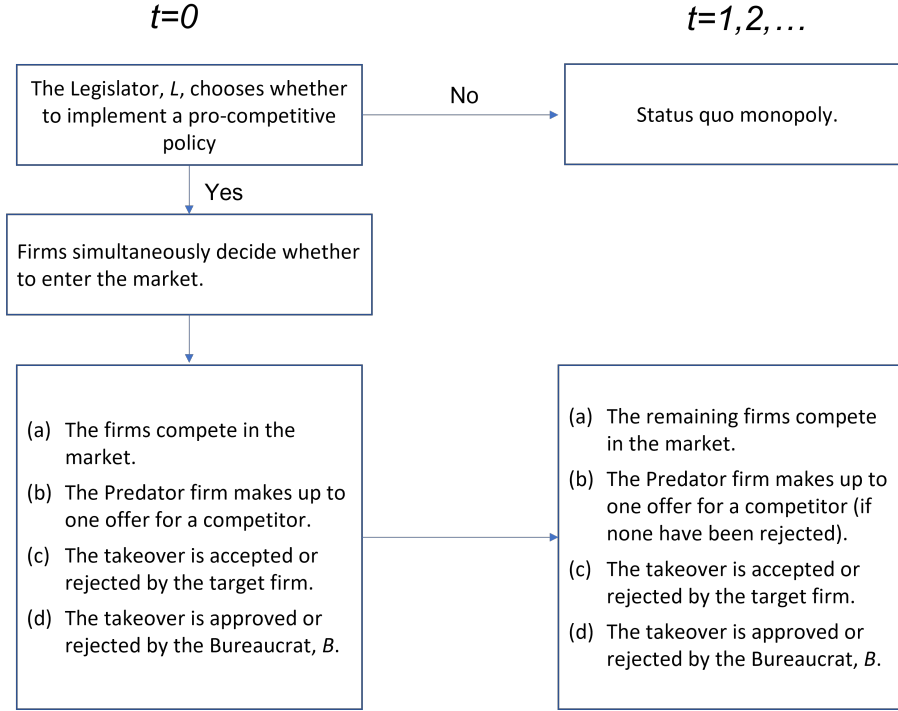 t=0
t=1,2,…
The Legislator, L, chooses whether
to implement a pro-competitive
policy
No
Status quo monopoly.
Yes
Firms simultaneously decide whether
to enter the market.
(a) The firms compete in the
market.
(b) The Predator firm makes up to
one offer for a competitor.
(c) The takeover is accepted or
rejected by the target firm.
(d) The takeover is approved or
rejected by the Bureaucrat, B.
(a) The remaining firms compete
in the market.
(b) The Predator firm makes up to
one offer for a competitor (if
none have been rejected).
(c) The takeover is accepted or
rejected by the target firm.
(d) The takeover is approved or
rejected by the Bureaucrat, B.